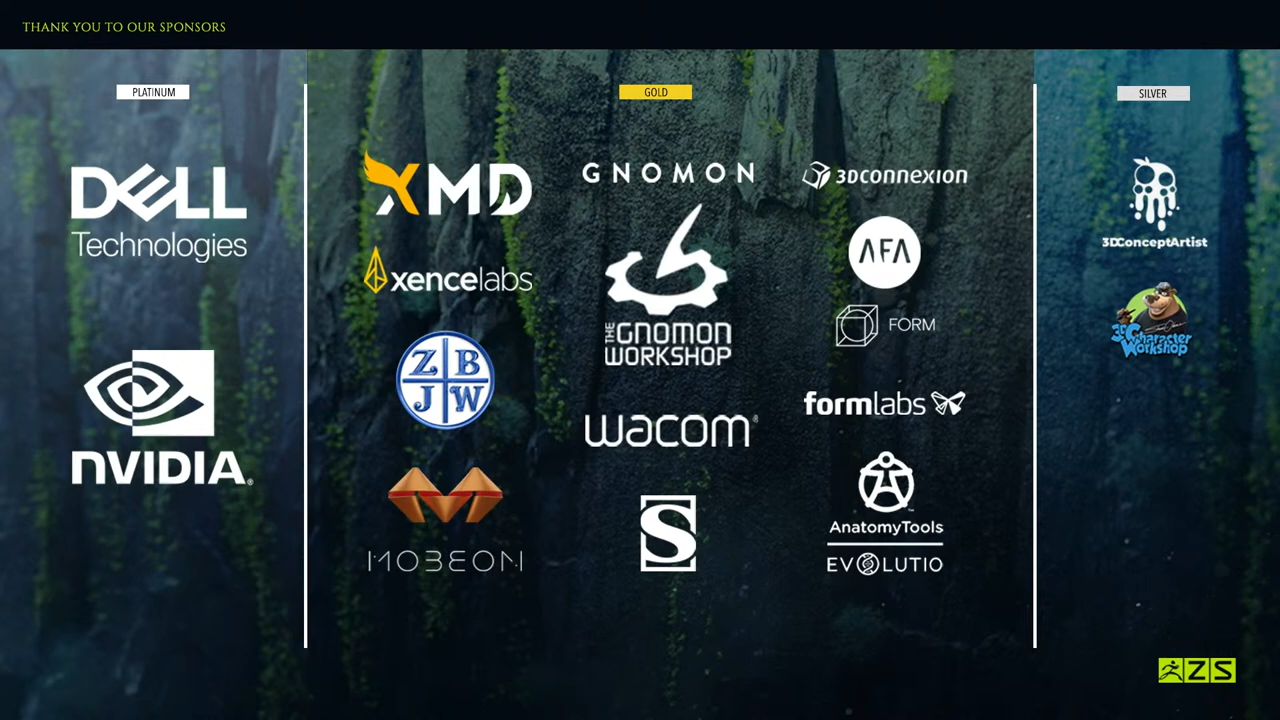 THANK YOU TO OUR SPONSORS
PLATINUM
DELL
Technologies
NVIDIA®
GOLD
XMD
xencelabs
Z B
J W
MOBEON
GNOMON
THE
GNOMON
WORKSHOP
wacom®
S
3Dconnexion
AFA
FORM
formlabs
AnatomyTools
EVOLUTIO
SILVER
3DConceptArtist
3D Character
Workshop
ZS